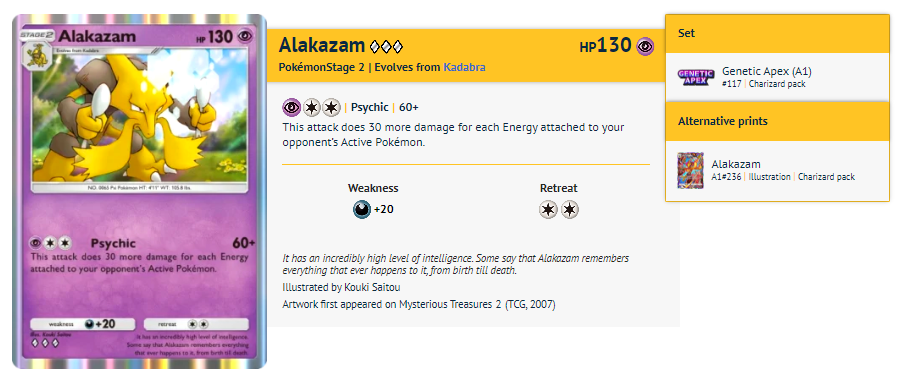 STAGE 2 Alakazam HP 130
Evolves from Kadabra
NO. 0065 Psi Pokémon HT: 4'11" WT: 105.8 lbs.
Psychic 60+
This attack does 30 more damage for each Energy
attached to your opponent's Active Pokémon.
weakness +20 retreat
Illus. Kouki Saitou
It has an incredibly high level of intelligence.
Some say that Alakazam remembers
everything that ever happens to it, from birth till death.
Alakazam HP130
PokémonStage 2 | Evolves from Kadabra
| Psychic | 60+
This attack does 30 more damage for each Energy attached to your
opponent's Active Pokémon.
Weakness Retreat
+20
It has an incredibly high level of intelligence. Some say that Alakazam remembers
everything that ever happens to it, from birth till death.
Illustrated by Kouki Saitou
Artwork first appeared on Mysterious Treasures 2 (TCG, 2007)
Set
GENETIC APEX
Genetic Apex (A1)
#117 | Charizard pack
Alternative prints
Alakazam
A1#236 | Illustration | Charizard pack